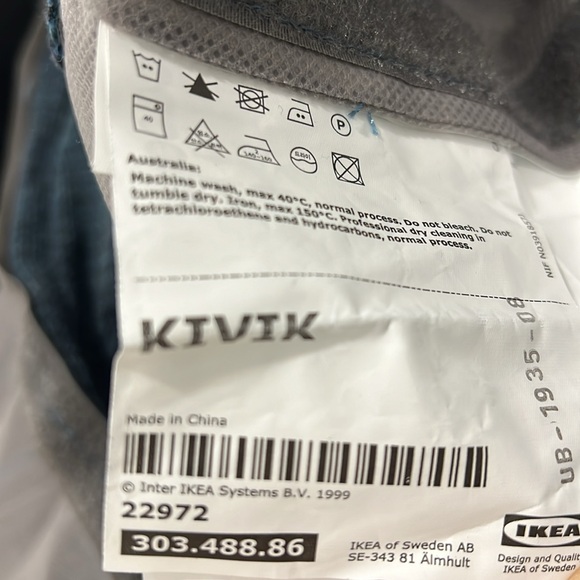 P
40
Australia:
Machine wash, max 40°C, normal process. Do not bleach. Do not
tumble dry. Iron, max 150°C. Professional dry cleaning in
tetrachloroethene and hydrocarbons, normal process.
KIVIK
Made in China
© Inter IKEA Systems B.V. 1999
22972
303.488.86
IKEA of Sweden AB
SE-343 81 Älmhult
UB-1935-08
IKEA
Design and Qualit
IKEA of Sweden